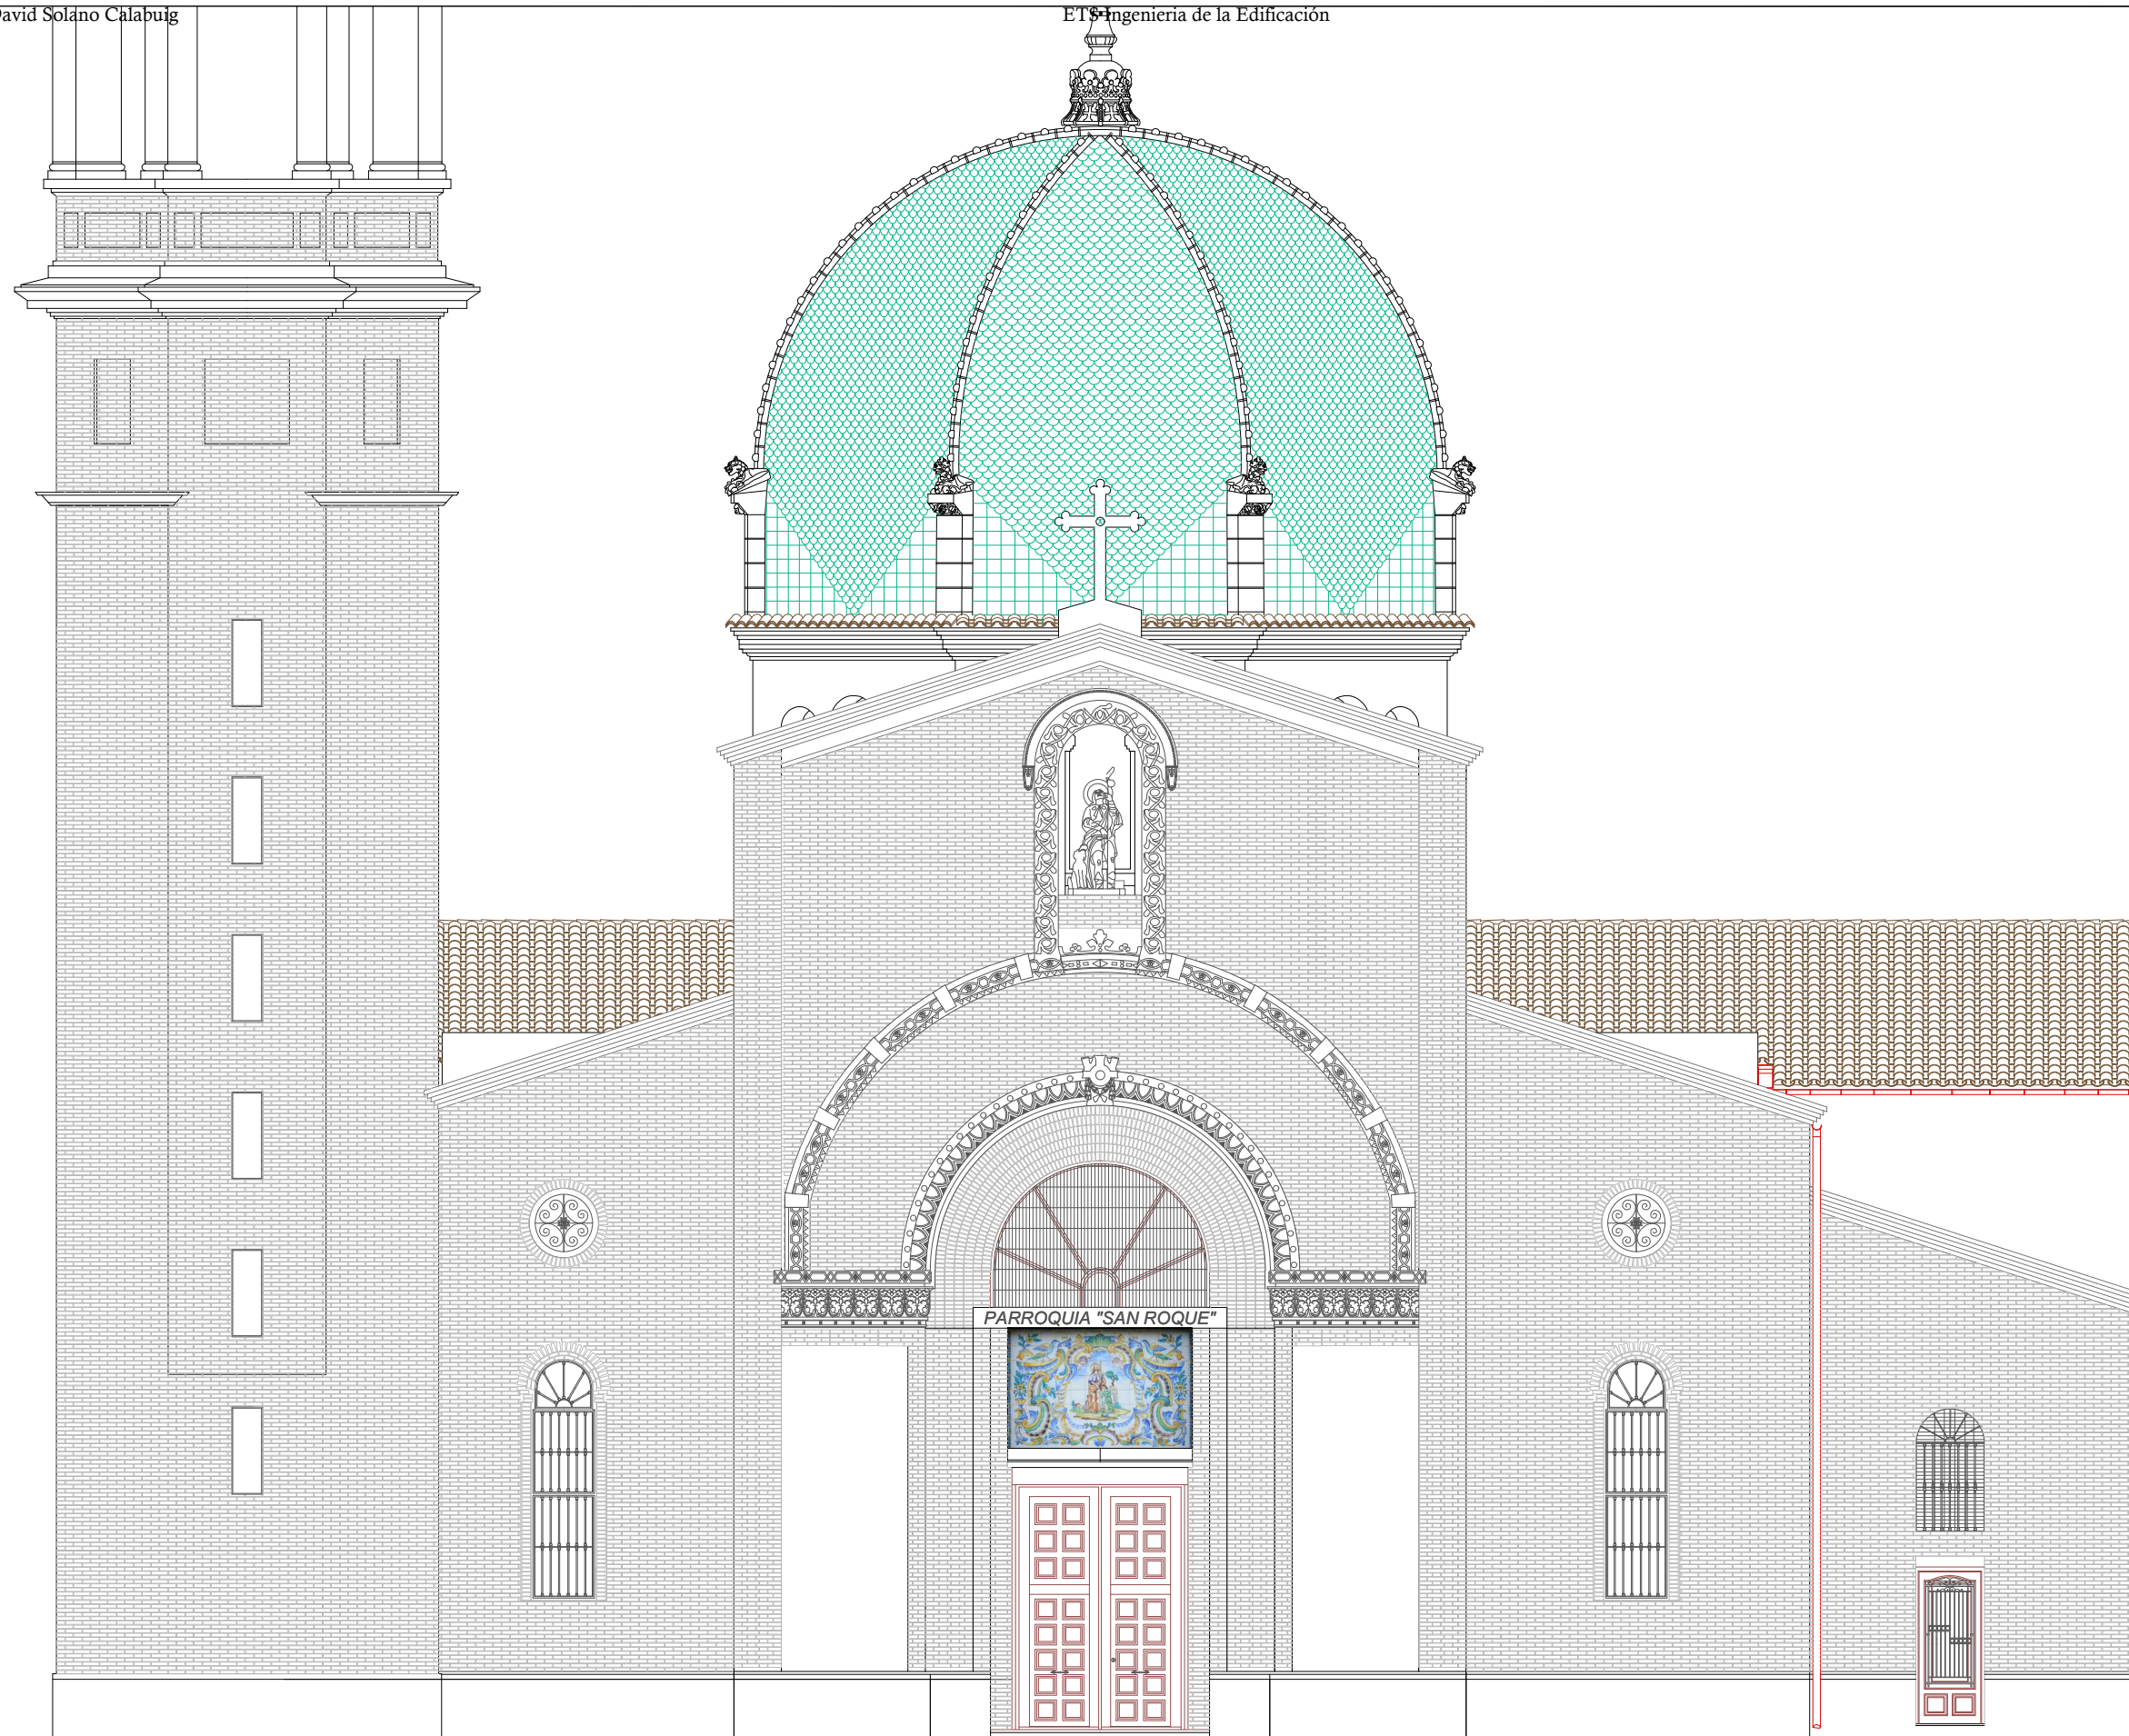 David Solano Calabuig
ETS Ingenieria de la Edificación
PARROQUIA "SAN ROQUE"